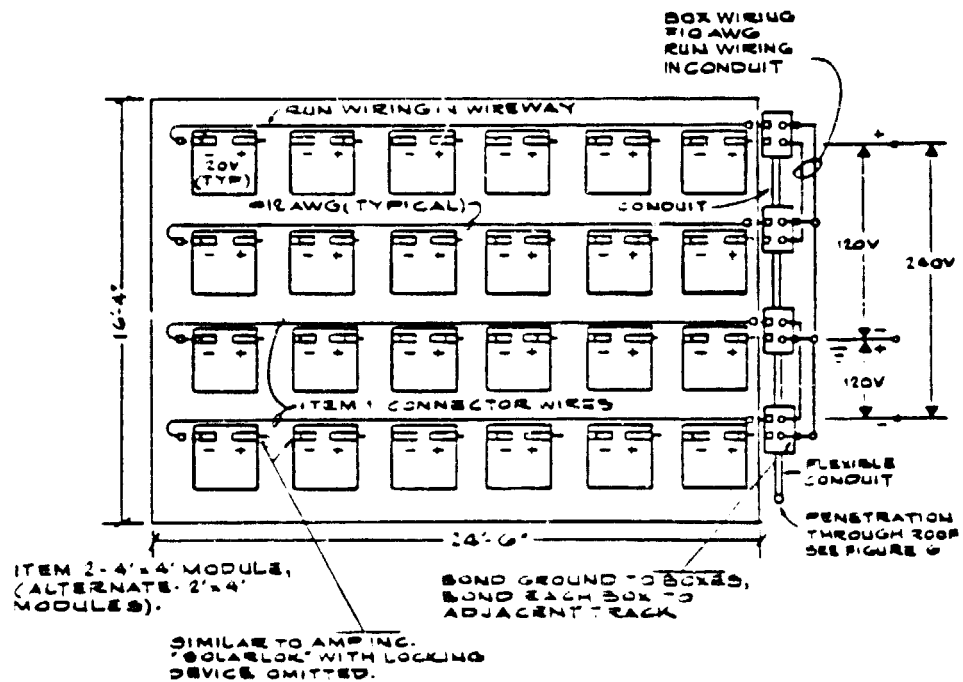 BOX WIRING
#10 AWG
RUN WIRING
IN CONDUIT
RUN WIRING IN WIREWAY
+
- + - + - + - + - + - +
20V
(TYP)
#12 AWG (TYPICAL)
CONDUIT
- + - + - + - + - + - +
120V
240V
16'-4"
- + - + - + - + - + - +
-
+
120V
ITEM 1 CONNECTOR WIRES
-
- + - + - + - + - + - +
FLEXIBLE
CONDUIT
24'-6"
PENETRATION
THROUGH ROOF
SEE FIGURE 6
ITEM 2 - 4'x4' MODULE,
(ALTERNATE - 2'x4'
MODULES).
BOND GROUND TO BOXES,
BOND EACH BOX TO
ADJACENT TRACK
SIMILAR TO AMP INC.
"SOLARLOK" WITH LOCKING
DEVICE OMITTED.